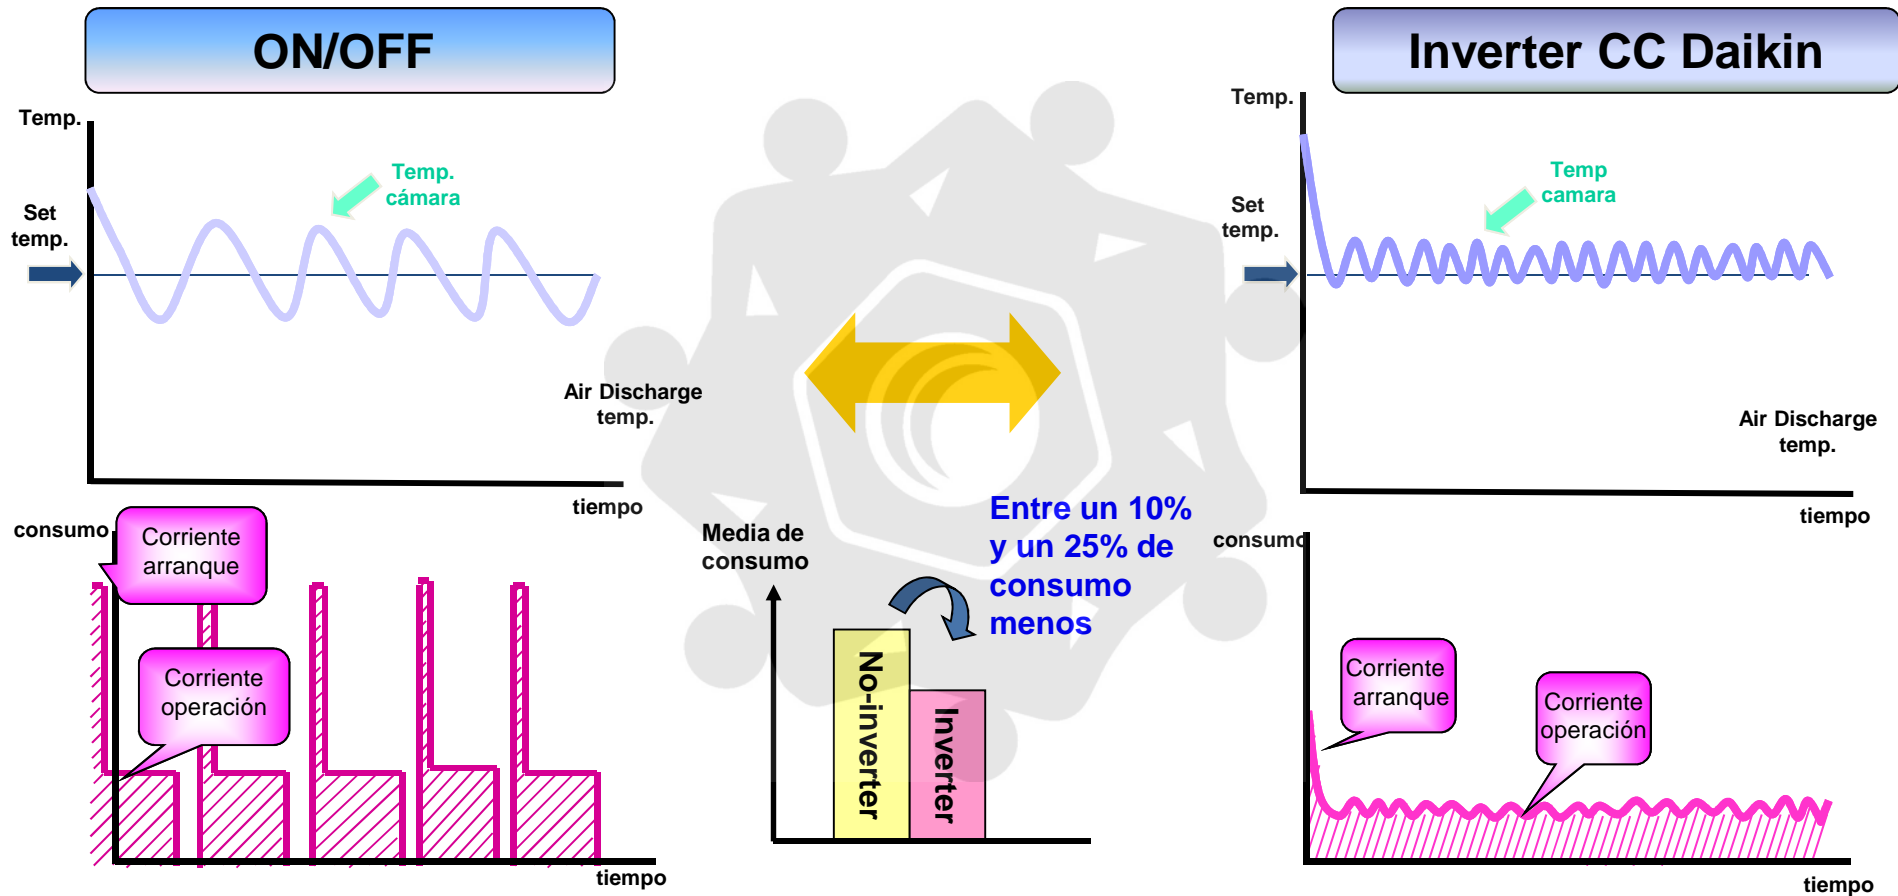 ON/OFF
Temp.
Temp.
cámara
Set
temp.
Air Discharge
temp.
tiempo
consumo
Corriente
arranque
Corriente
operación
tiempo
Media de
consumo
Entre un 10%
y un 25% de
consumo
menos
No-inverter
Inverter
Inverter CC Daikin
Temp.
Temp
camara
Set
temp.
Air Discharge
temp.
tiempo
consumo
Corriente
arranque
Corriente
operación
tiempo